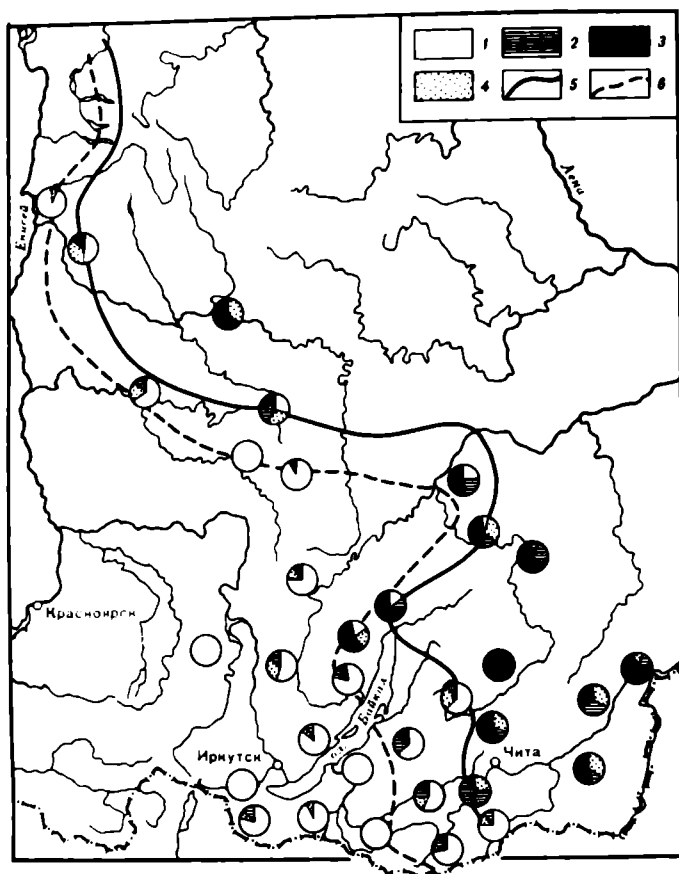 1 2 3
4 5 6
Лена
Енисей
Красноярск
оз. Байкал
Иркутск
Чита